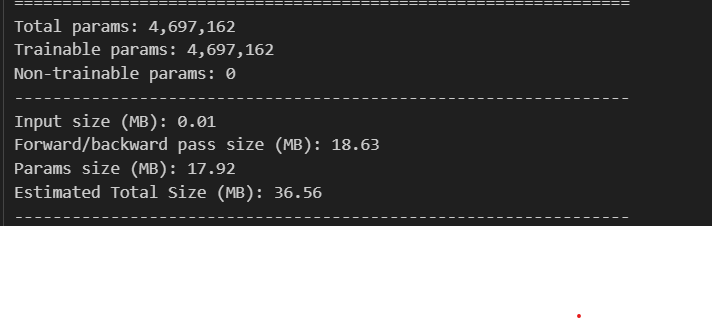 ================================================================
Total params: 4,697,162
Trainable params: 4,697,162
Non-trainable params: 0
----------------------------------------------------------------
Input size (MB): 0.01
Forward/backward pass size (MB): 18.63
Params size (MB): 17.92
Estimated Total Size (MB): 36.56
----------------------------------------------------------------